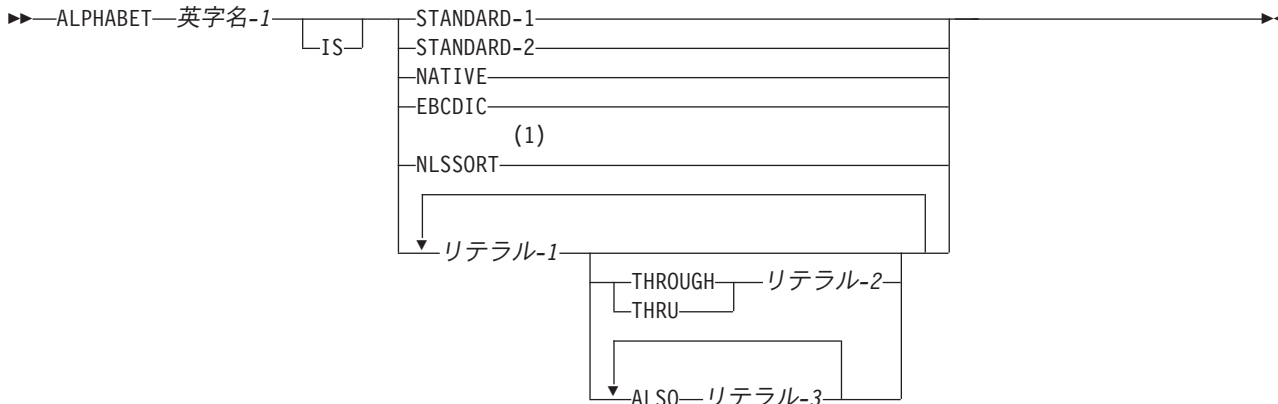 ALPHABET 英字名-1 IS STANDARD-1
STANDARD-2
NATIVE
EBCDIC
(1)
NLSSORT
リテラル-1
THROUGH リテラル-2
THRU
ALSO リテラル-3